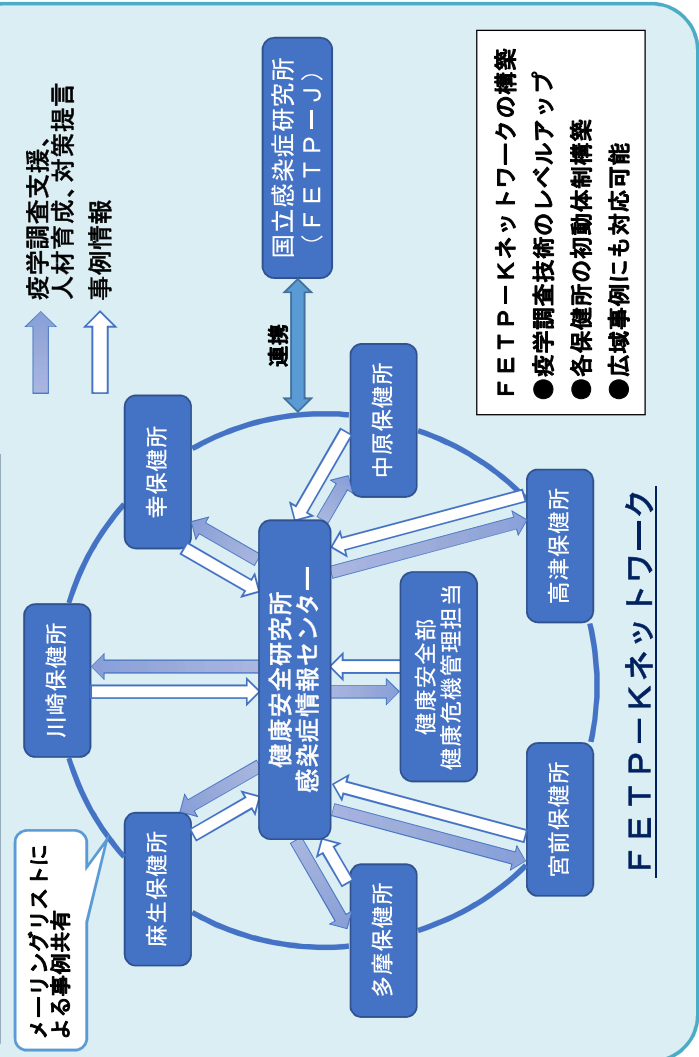 メーリングリストに
よる事例共有
川崎保健所
麻生保健所
幸保健所
疫学調査支援、
人材育成、対策提言
事例情報
健康安全研究所
感染症情報センター
連携
国立感染症研究所
（ＦＥＴＰ－Ｊ）
多摩保健所
健康安全部
健康危機管理担当
中原保健所
宮前保健所
高津保健所
ＦＥＴＰ－Ｋネットワークの構築
●疫学調査技術のレベルアップ
●各保健所の初動体制構築
●広域事例にも対応可能
ＦＥＴＰ－Ｋネットワーク